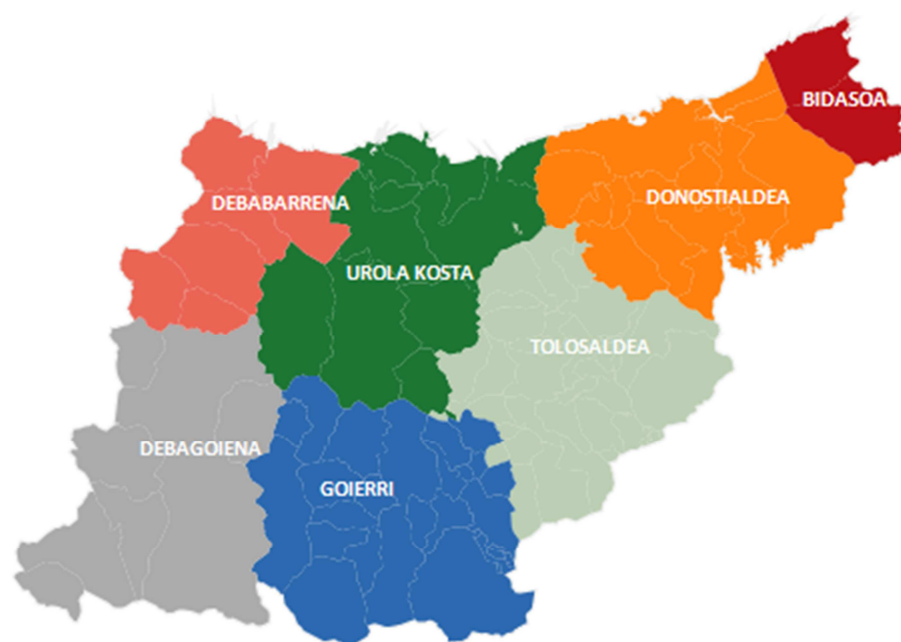 BIDASOA
DEBABARRENA
DONOSTIALDEA
UROLA KOSTA
TOLOSALDEA
DEBAGOIENA
GOIERRI